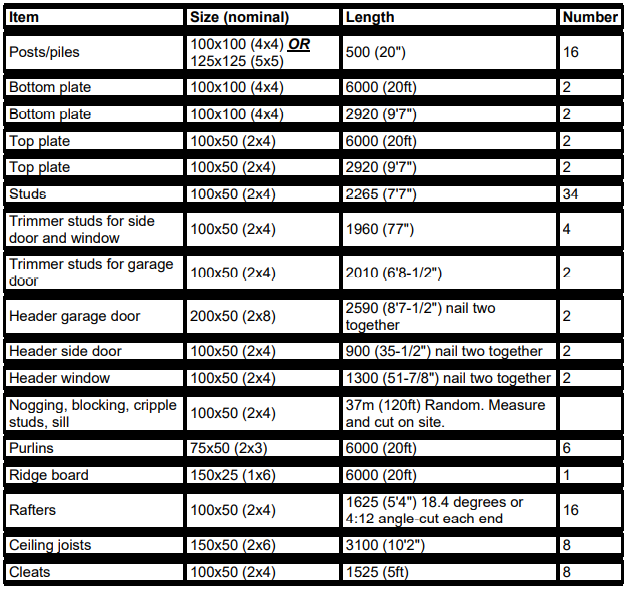 Item Size (nominal) Length Number
Posts/piles 100x100 (4x4) OR 125x125 (5x5) 500 (20") 16
Bottom plate 100x100 (4x4) 6000 (20ft) 2
Bottom plate 100x100 (4x4) 2920 (9'7") 2
Top plate 100x50 (2x4) 6000 (20ft) 2
Top plate 100x50 (2x4) 2920 (9'7") 2
Studs 100x50 (2x4) 2265 (7'7") 34
Trimmer studs for side door and window 100x50 (2x4) 1960 (77") 4
Trimmer studs for garage door 100x50 (2x4) 2010 (6'8-1/2") 2
Header garage door 200x50 (2x8) 2590 (8'7-1/2") nail two together 2
Header side door 100x50 (2x4) 900 (35-1/2") nail two together 2
Header window 100x50 (2x4) 1300 (51-7/8") nail two together 2
Nogging, blocking, cripple studs, sill 100x50 (2x4) 37m (120ft) Random. Measure and cut on site.
Purlins 75x50 (2x3) 6000 (20ft) 6
Ridge board 150x25 (1x6) 6000 (20ft) 1
Rafters 100x50 (2x4) 1625 (5'4") 18.4 degrees or 4:12 angle-cut each end 16
Ceiling joists 150x50 (2x6) 3100 (10'2") 8
Cleats 100x50 (2x4) 1525 (5ft) 8